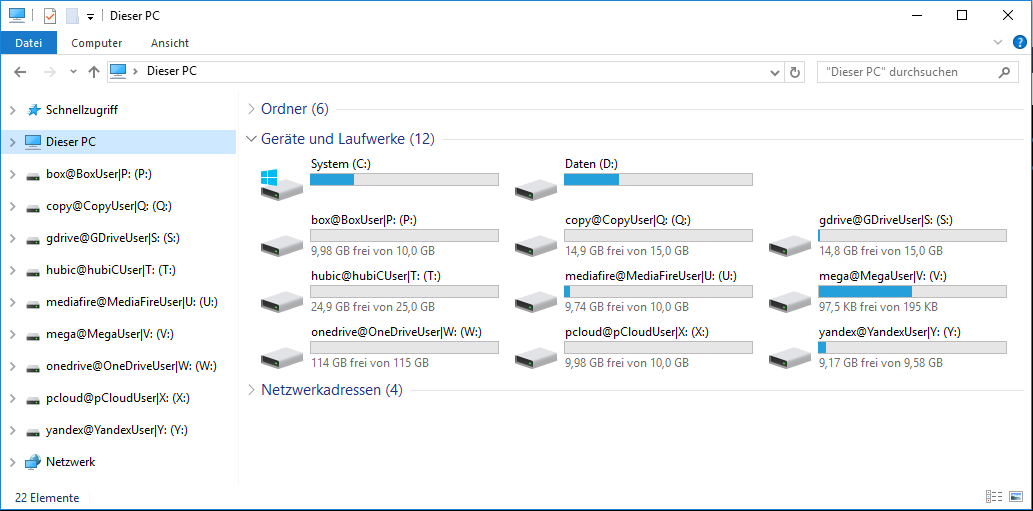 Dieser PC
Datei Computer Ansicht
Dieser PC "Dieser PC" durchsuchen
Schnellzugriff
Dieser PC
box@BoxUser|P: (P:)
copy@CopyUser|Q: (Q:)
gdrive@GDriveUser|S: (S:)
hubic@hubiCUser|T: (T:)
mediafire@MediaFireUser|U: (U:)
mega@MegaUser|V: (V:)
onedrive@OneDriveUser|W: (W:)
pcloud@pCloudUser|X: (X:)
yandex@YandexUser|Y: (Y:)
Netzwerk
Ordner (6)
Geräte und Laufwerke (12)
System (C:)
Daten (D:)
box@BoxUser|P: (P:)
9,98 GB frei von 10,0 GB
copy@CopyUser|Q: (Q:)
14,9 GB frei von 15,0 GB
gdrive@GDriveUser|S: (S:)
14,8 GB frei von 15,0 GB
hubic@hubiCUser|T: (T:)
24,9 GB frei von 25,0 GB
mediafire@MediaFireUser|U: (U:)
9,74 GB frei von 10,0 GB
mega@MegaUser|V: (V:)
97,5 KB frei von 195 KB
onedrive@OneDriveUser|W: (W:)
114 GB frei von 115 GB
pcloud@pCloudUser|X: (X:)
9,98 GB frei von 10,0 GB
yandex@YandexUser|Y: (Y:)
9,17 GB frei von 9,58 GB
Netzwerkadressen (4)
22 Elemente